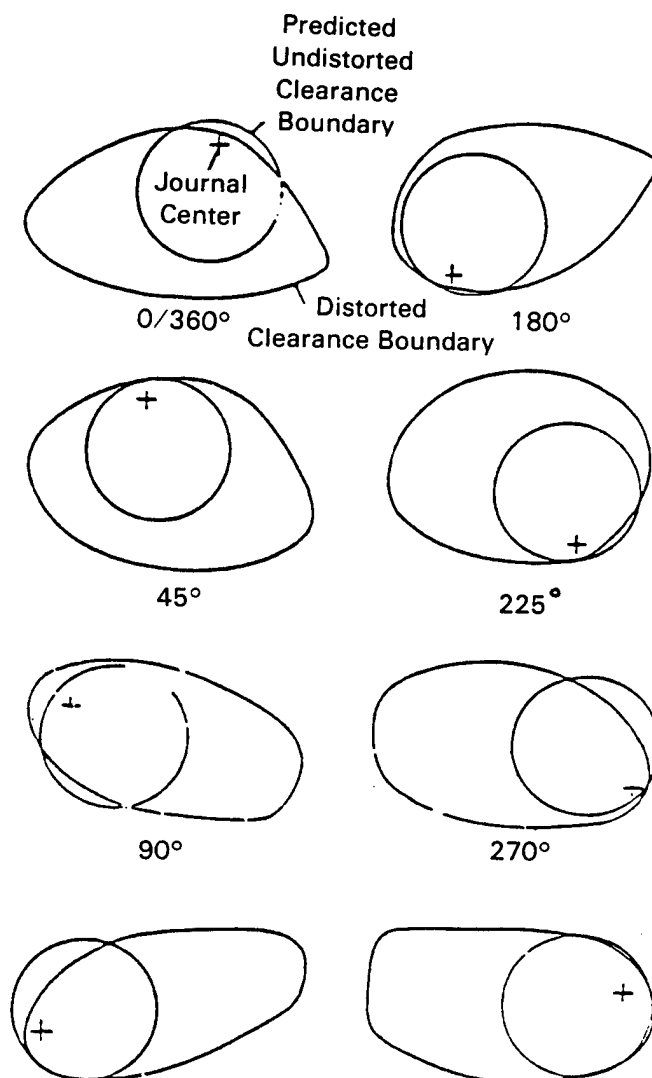 Predicted
Undistorted
Clearance
Boundary
Journal
Center
Distorted
0/360°
Clearance Boundary
180°
45°
225°
90°
270°